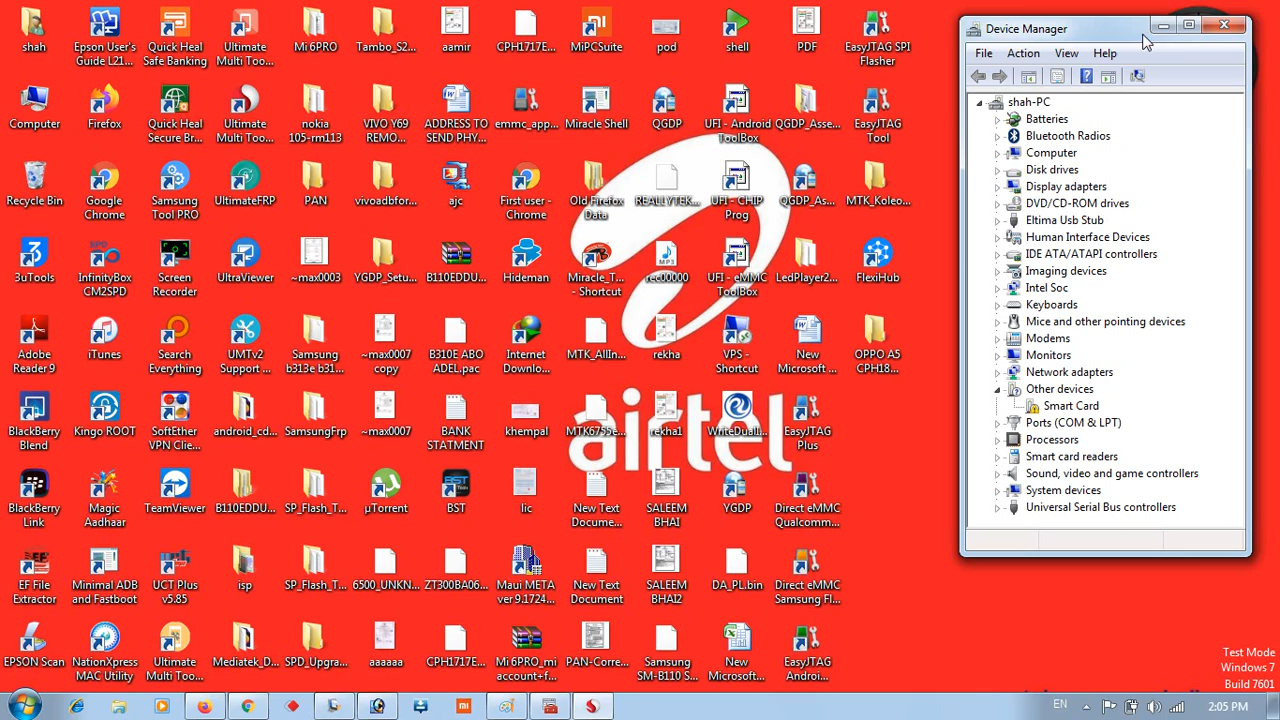 shah
Epson User's
Guide L21...
Quick Heal
Safe Banking
Ultimate
Multi Too...
Mi 6PRO
Tambo_S2...
aamir
CPH1717E...
MiPCSuite
pod
shell
PDF
EasyJTAG SPI
Flasher
Computer
Firefox
Quick Heal
Secure Br...
Ultimate
Multi Too...
nokia
105-rm113
VIVO Y69
REMO...
ADDRESS TO
SEND PHY...
emmc_app...
Miracle Shell
QGDP
UFI - Android
ToolBox
QGDP_Asse...
EasyJTAG
Tool
Recycle Bin
Google
Chrome
Samsung
Tool PRO
UltimateFRP
PAN
vivoadbfor...
ajc
First user -
Chrome
Old Firefox
Data
REALLYTEK...
UFI - CHIP
Prog
QGDP_As...
MTK_Koleo...
3uTools
InfinityBox
CM2SPD
Screen
Recorder
UltraViewer
~max0003
YGDP_Setu...
B110EDDU...
Hideman
Miracle_T...
- Shortcut
rec00000
UFI - eMMC
ToolBox
LedPlayer2...
FlexiHub
Adobe
Reader 9
iTunes
Search
Everything
UMTv2
Support ...
Samsung
b313e b31...
~max0007
copy
B310E ABO
ADEL.pac
Internet
Downlo...
MTK_AllIn...
rekha
VPS -
Shortcut
New
Microsoft ...
OPPO A5
CPH18...
BlackBerry
Blend
Kingo ROOT
SoftEther
VPN Clie...
android_cd...
SamsungFrp
~max0007
BANK
STATMENT
khempal
MTK6755e...
rekha1
WriteDualI...
EasyJTAG
Plus
BlackBerry
Link
Magic
Aadhaar
TeamViewer
B110EDDU...
SP_Flash_T...
µTorrent
BST
lic
New Text
Docume...
SALEEM
BHAI
YGDP
Direct eMMC
Qualcomm...
EF File
Extractor
Minimal ADB
and Fastboot
UCT Plus
v5.85
isp
SP_Flash_T...
6500_UNKN...
ZT300BA06...
Maui META
ver 9.1724...
New Text
Document
SALEEM
BHAI2
DA_PL.bin
Direct eMMC
Samsung Fl...
EPSON Scan
NationXpress
MAC Utility
Ultimate
Multi Too...
Mediatek_D...
SPD_Upgra...
aaaaaa
CPH1717E...
Mi 6PRO_mi
account+f...
PAN-Corre...
Samsung
SM-B110 S...
New
Microsoft...
EasyJTAG
Androi...
airtel
Device Manager
File Action View Help
shah-PC
Batteries
Bluetooth Radios
Computer
Disk drives
Display adapters
DVD/CD-ROM drives
Eltima Usb Stub
Human Interface Devices
IDE ATA/ATAPI controllers
Imaging devices
Intel Soc
Keyboards
Mice and other pointing devices
Modems
Monitors
Network adapters
Other devices
Smart Card
Ports (COM & LPT)
Processors
Smart card readers
Sound, video and game controllers
System devices
Universal Serial Bus controllers
Test Mode
Windows 7
Build 7601
EN
2:05 PM